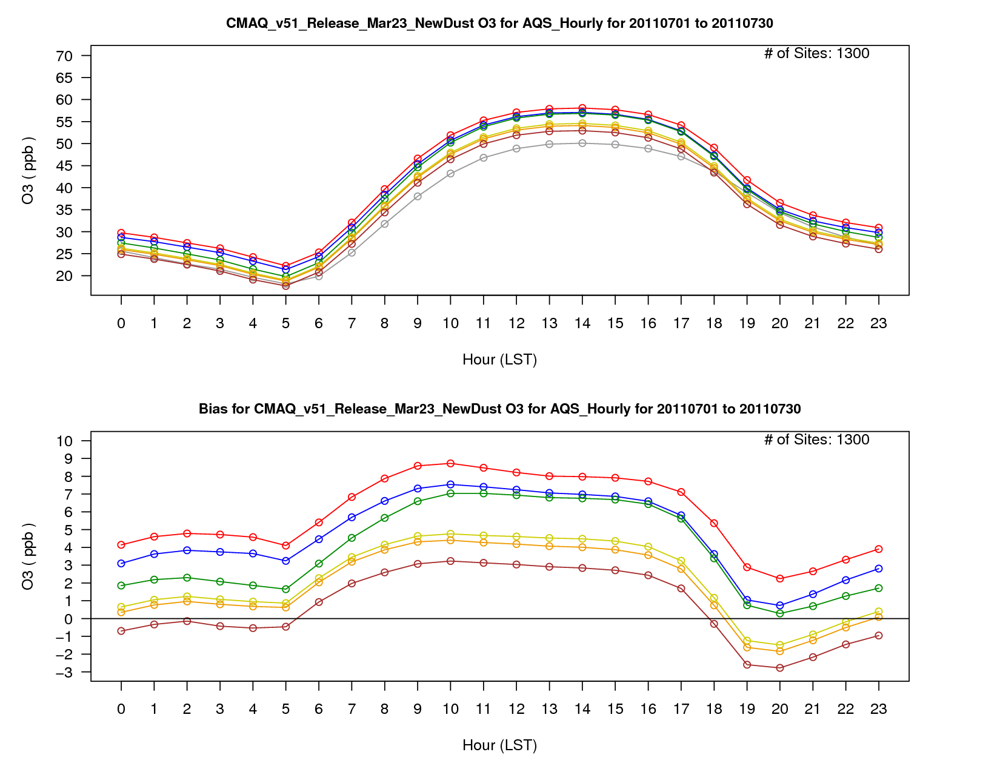 CMAQ_v51_Release_Mar23_NewDust O3 for AQS_Hourly for 20110701 to 20110730
# of Sites: 1300
70
65
60
55
50
45
40
35
30
25
20
O3 ( ppb )
0 1 2 3 4 5 6 7 8 9 10 11 12 13 14 15 16 17 18 19 20 21 22 23
Hour (LST)
Bias for CMAQ_v51_Release_Mar23_NewDust O3 for AQS_Hourly for 20110701 to 20110730
# of Sites: 1300
10
9
8
7
6
5
4
3
2
1
0
−1
−2
−3
O3 ( ppb )
0 1 2 3 4 5 6 7 8 9 10 11 12 13 14 15 16 17 18 19 20 21 22 23
Hour (LST)